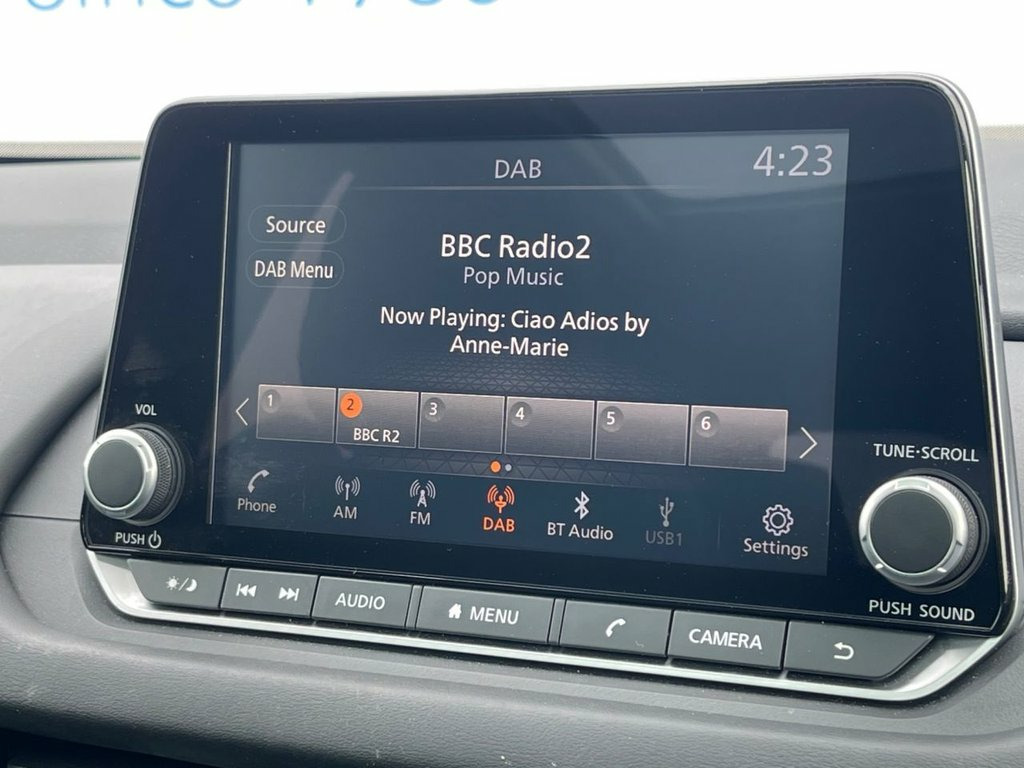 DAB
4:23
Source
DAB Menu
BBC Radio2
Pop Music
Now Playing: Ciao Adios by
Anne-Marie
1
2
BBC R2
3
4
5
6
Phone
AM
FM
DAB
BT Audio
USB1
Settings
VOL
PUSH
TUNE·SCROLL
PUSH SOUND
AUDIO
MENU
CAMERA